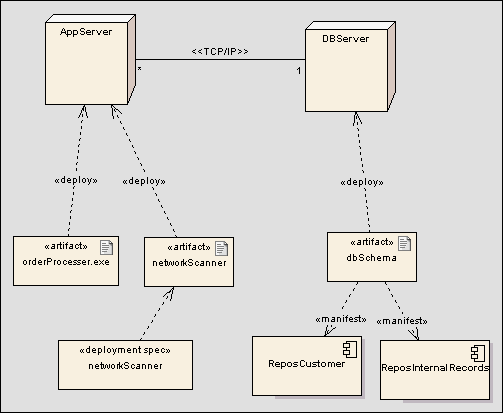 AppServer
DBServer
<<TCP/IP>>
*
1
«deploy»
«deploy»
«deploy»
«artifact»
orderProcesser.exe
«artifact»
networkScanner
«artifact»
dbSchema
«manifest»
«manifest»
«deployment spec»
networkScanner
ReposCustomer
ReposInternalRecords